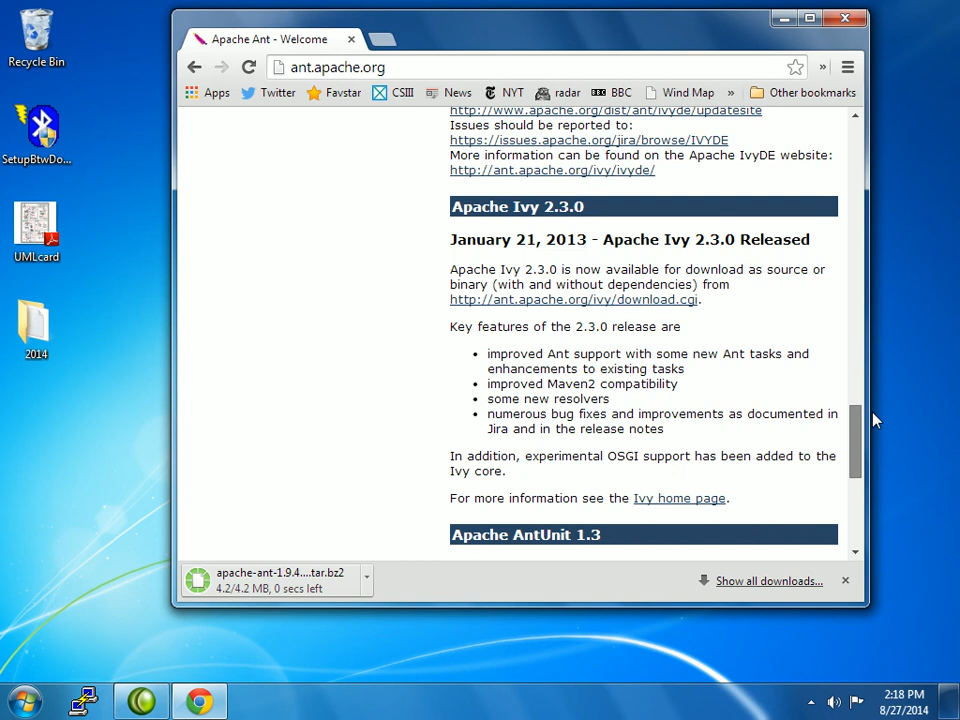 Recycle Bin
SetupBtwDo...
UMLcard
2014
Apache Ant - Welcome
ant.apache.org
»
Apps
Twitter
Favstar
CSIII
News
NYT
radar
BBC
Wind Map
»
Other bookmarks
http://www.apache.org/dist/ant/ivyde/updatesite
Issues should be reported to:
https://issues.apache.org/jira/browse/IVYDE
More information can be found on the Apache IvyDE website:
http://ant.apache.org/ivy/ivyde/
Apache Ivy 2.3.0
January 21, 2013 - Apache Ivy 2.3.0 Released
Apache Ivy 2.3.0 is now available for download as source or
binary (with and without dependencies) from
http://ant.apache.org/ivy/download.cgi.
Key features of the 2.3.0 release are
• improved Ant support with some new Ant tasks and
enhancements to existing tasks
• improved Maven2 compatibility
• some new resolvers
• numerous bug fixes and improvements as documented in
Jira and in the release notes
In addition, experimental OSGI support has been added to the
Ivy core.
For more information see the Ivy home page.
Apache AntUnit 1.3
apache-ant-1.9.4....tar.bz2
4.2/4.2 MB, 0 secs left
Show all downloads...
2:18 PM
8/27/2014